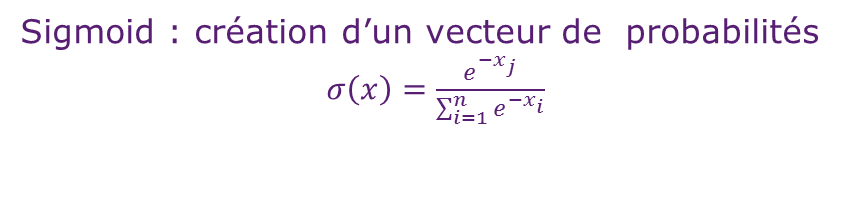 Sigmoid : création d’un vecteur de  probabilités
σ(x) = e^{-x_j} / ∑_{i=1}^{n} e^{-x_i}